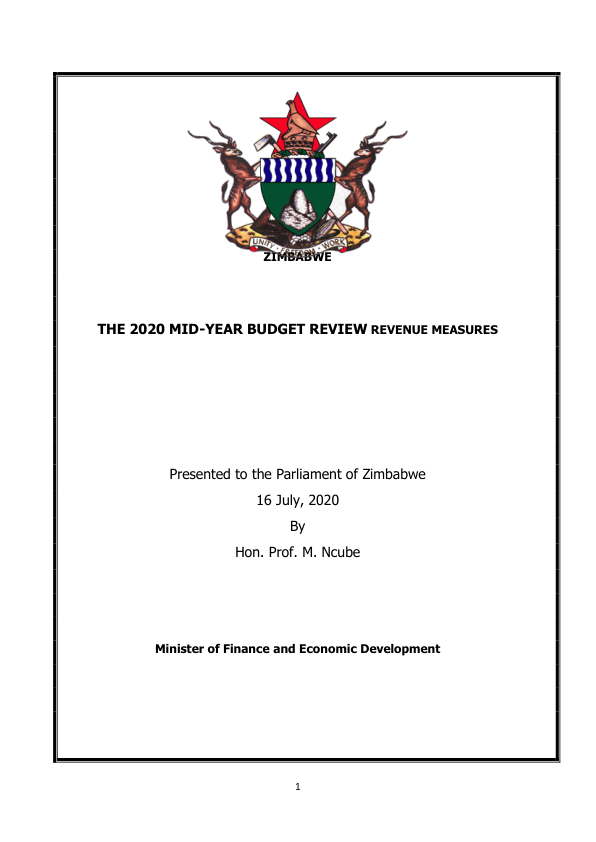 UNITY · FREEDOM · WORK
ZIMBABWE
THE 2020 MID-YEAR BUDGET REVIEW REVENUE MEASURES
Presented to the Parliament of Zimbabwe
16 July, 2020
By
Hon. Prof. M. Ncube
Minister of Finance and Economic Development
1